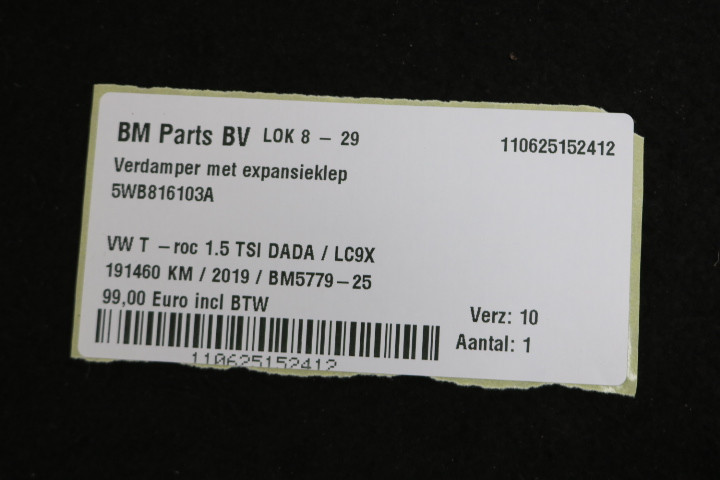 BM Parts BV LOK 8 - 29 110625152412
Verdamper met expansieklep
5WB816103A
VW T -roc 1.5 TSI DADA / LC9X
191460 KM / 2019 / BM5779-25
99,00 Euro incl BTW
Verz: 10
Aantal: 1
110625152412